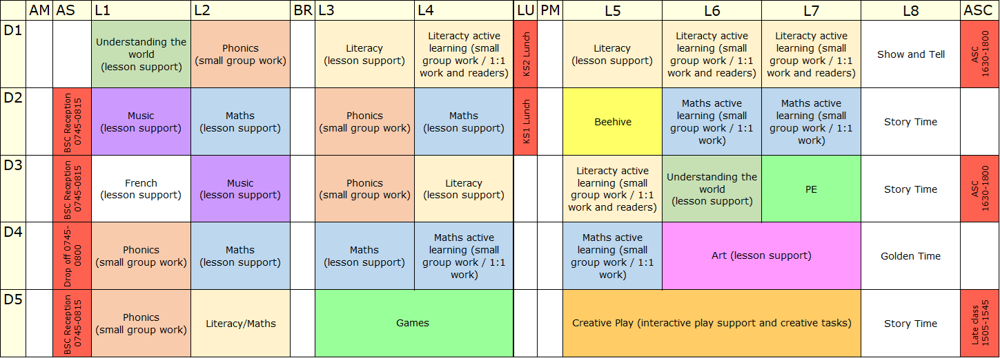 AM AS L1 L2 BR L3 L4 LU PM L5 L6 L7 L8 ASC
D1
Understanding the
world
(lesson support)
Phonics
(small group work)
Literacy
(lesson support)
Literacty active
learning (small
group work / 1:1
work and readers)
KS2 Lunch
Literacy
(lesson support)
Literacty active
learning (small
group work / 1:1
work and readers)
Literacty active
learning (small
group work / 1:1
work and readers)
Show and Tell
ASC
1630-1800
D2
BSC Reception
0745-0815
Music
(lesson support)
Maths
(lesson support)
Phonics
(small group work)
Maths
(lesson support)
KS1 Lunch
Beehive
Maths active
learning (small
group work / 1:1
work)
Maths active
learning (small
group work / 1:1
work)
Story Time
D3
BSC Reception
0745-0815
French
(lesson support)
Music
(lesson support)
Phonics
(small group work)
Literacy
(lesson support)
Literacty active
learning (small
group work / 1:1
work and readers)
Understanding the
world
(lesson support)
PE
Story Time
ASC
1630-1800
D4
Drop off 0745-
0800
Phonics
(small group work)
Maths
(lesson support)
Maths
(lesson support)
Maths active
learning (small
group work / 1:1
work)
Maths active
learning (small
group work / 1:1
work)
Art (lesson support)
Golden Time
D5
BSC Reception
0745-0815
Phonics
(small group work)
Literacy/Maths
Games
Creative Play (interactive play support and creative tasks)
Story Time
Late class
1505-1545